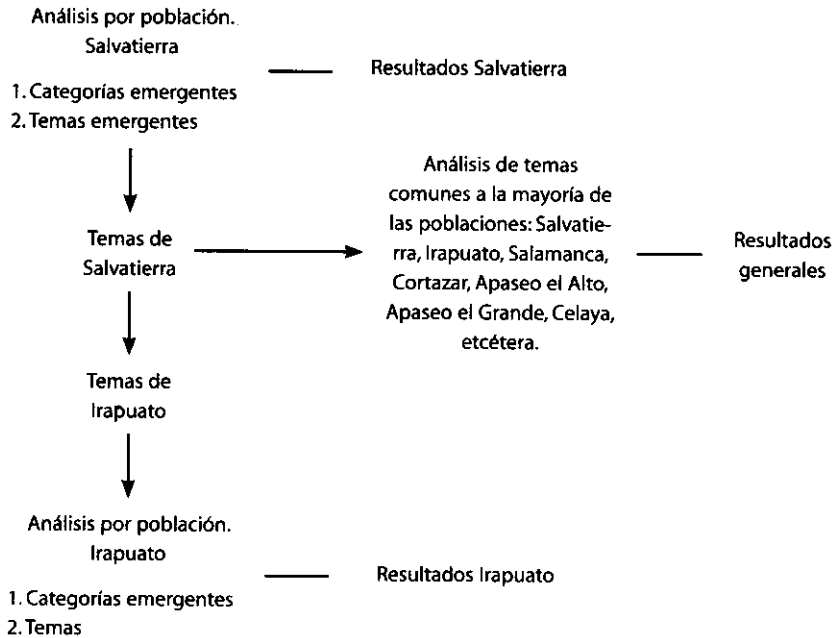 Análisis por población.
Salvatierra
1. Categorías emergentes
2. Temas emergentes
Resultados Salvatierra
Temas de
Salvatierra
Análisis de temas
comunes a la mayoría de
las poblaciones: Salvatie-
rra, Irapuato, Salamanca,
Cortazar, Apaseo el Alto,
Apaseo el Grande, Celaya,
etcétera.
Resultados
generales
Temas de
Irapuato
Análisis por población.
Irapuato
1. Categorías emergentes
2. Temas
Resultados Irapuato